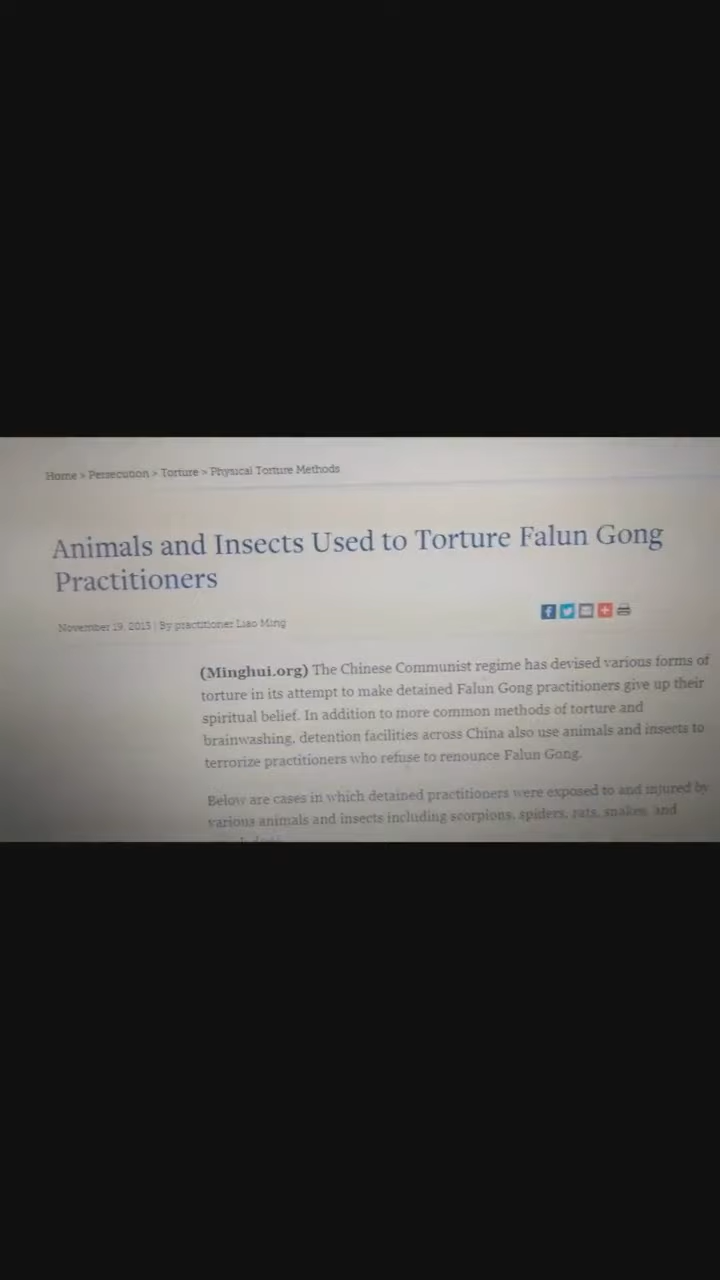 Home > Persecution > Torture > Physical Torture Methods
Animals and Insects Used to Torture Falun Gong
Practitioners
November 19, 2015 | By practitioner Liao Ming
(Minghui.org) The Chinese Communist regime has devised various forms of
torture in its attempt to make detained Falun Gong practitioners give up their
spiritual belief. In addition to more common methods of torture and
brainwashing, detention facilities across China also use animals and insects to
terrorize practitioners who refuse to renounce Falun Gong.
Below are cases in which detained practitioners were exposed to and injured by
various animals and insects including scorpions, spiders, rats, snakes, and